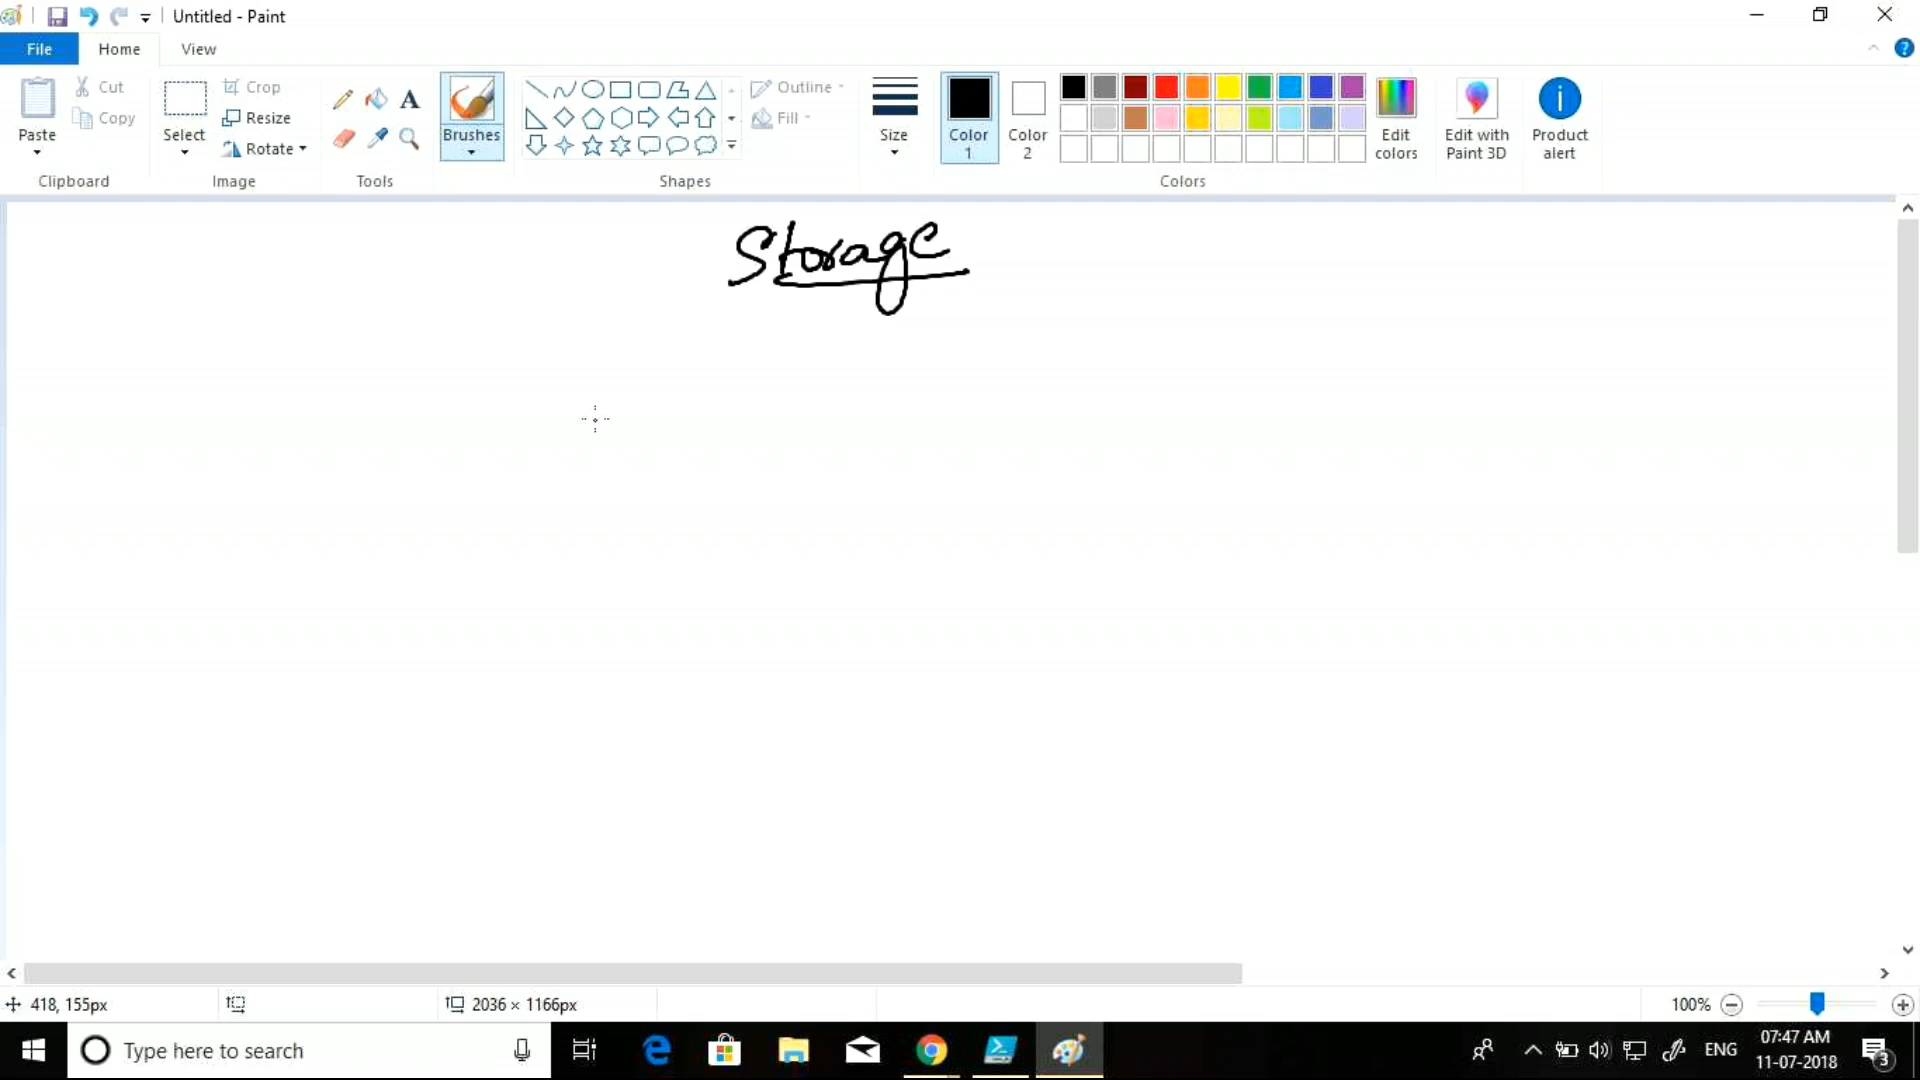 Untitled - Paint
File Home View
Paste Cut Copy Select Crop Resize Rotate Brushes Outline Fill Size Color 1 Color 2 Edit colors Edit with Paint 3D Product alert
Clipboard Image Tools Shapes Colors
Storage
418, 155px 2036 × 1166px 100%
Type here to search ENG 07:47 AM
11-07-2018 3